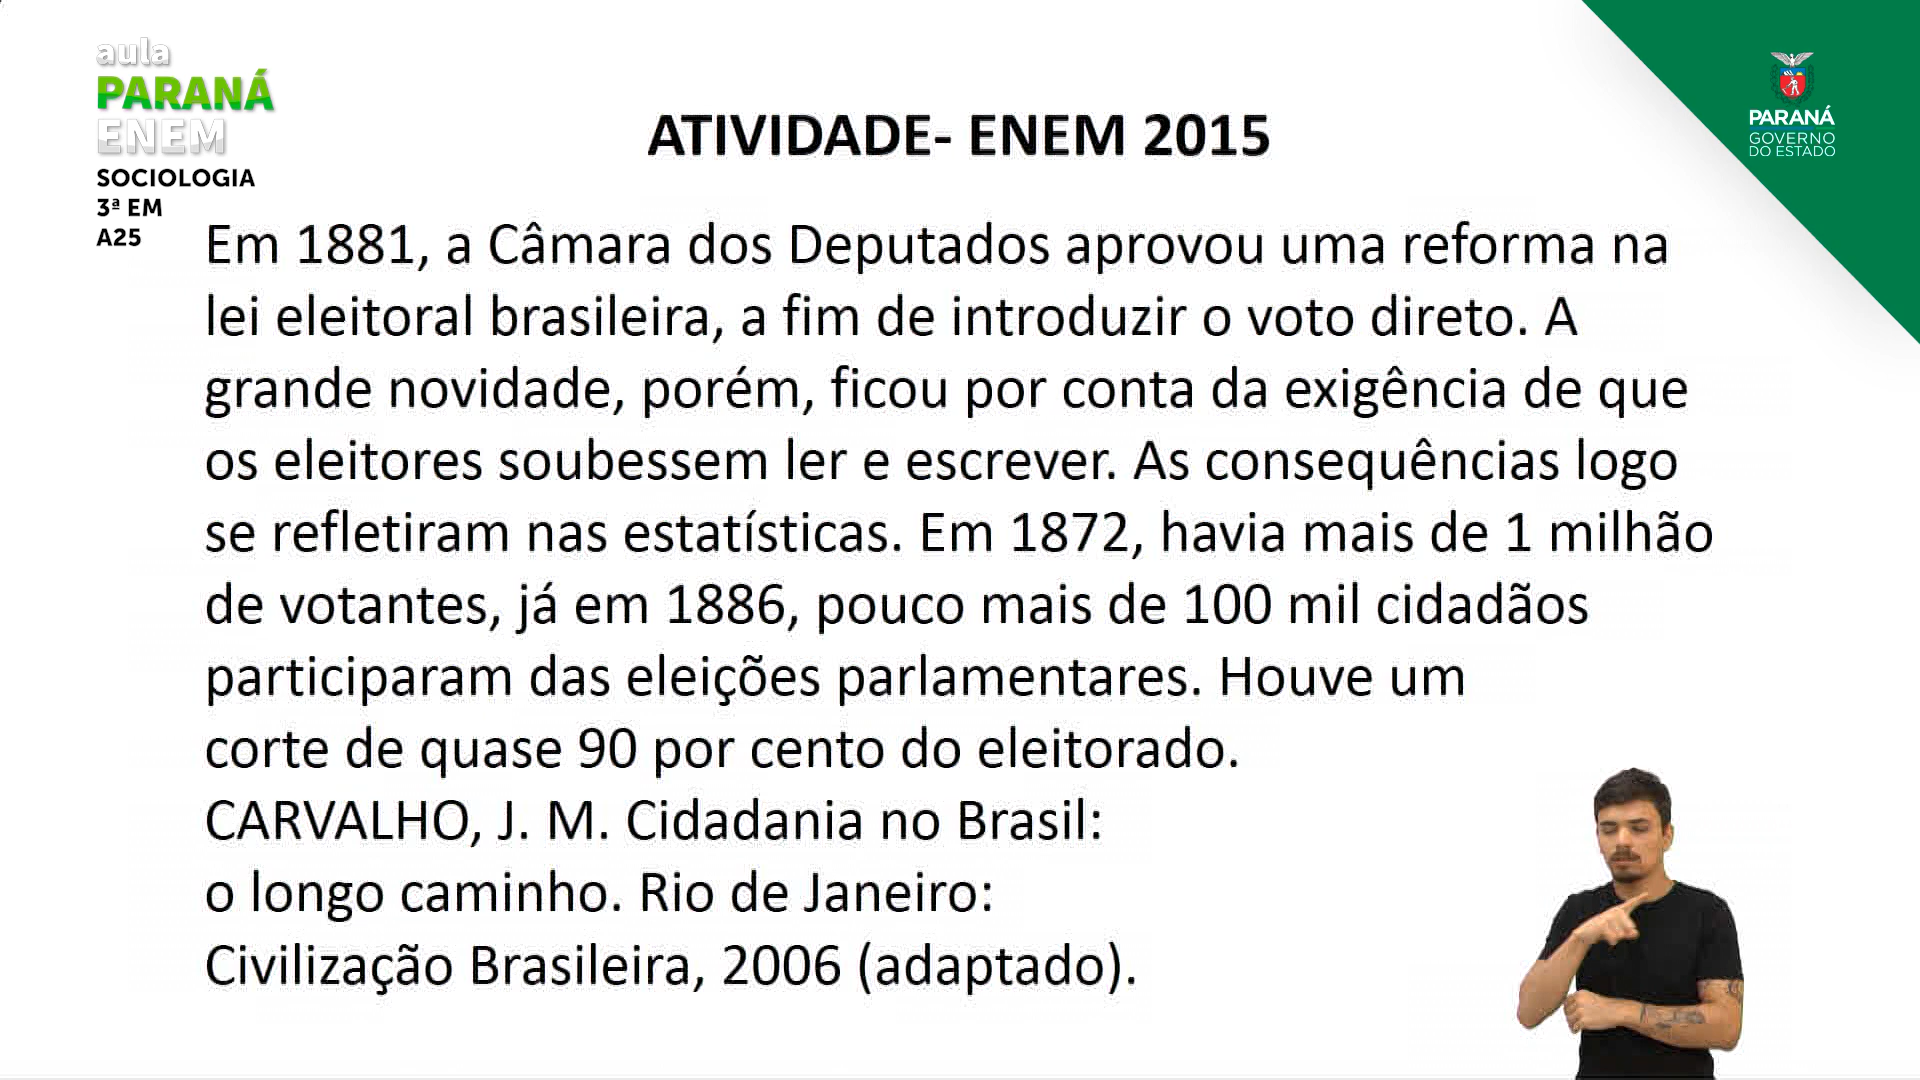 aula
PARANÁ
ENEM
SOCIOLOGIA
3ª EM
A25
PARANÁ
GOVERNO
DO ESTADO
ATIVIDADE- ENEM 2015
Em 1881, a Câmara dos Deputados aprovou uma reforma na
lei eleitoral brasileira, a fim de introduzir o voto direto. A
grande novidade, porém, ficou por conta da exigência de que
os eleitores soubessem ler e escrever. As consequências logo
se refletiram nas estatísticas. Em 1872, havia mais de 1 milhão
de votantes, já em 1886, pouco mais de 100 mil cidadãos
participaram das eleições parlamentares. Houve um
corte de quase 90 por cento do eleitorado.
CARVALHO, J. M. Cidadania no Brasil:
o longo caminho. Rio de Janeiro:
Civilização Brasileira, 2006 (adaptado).